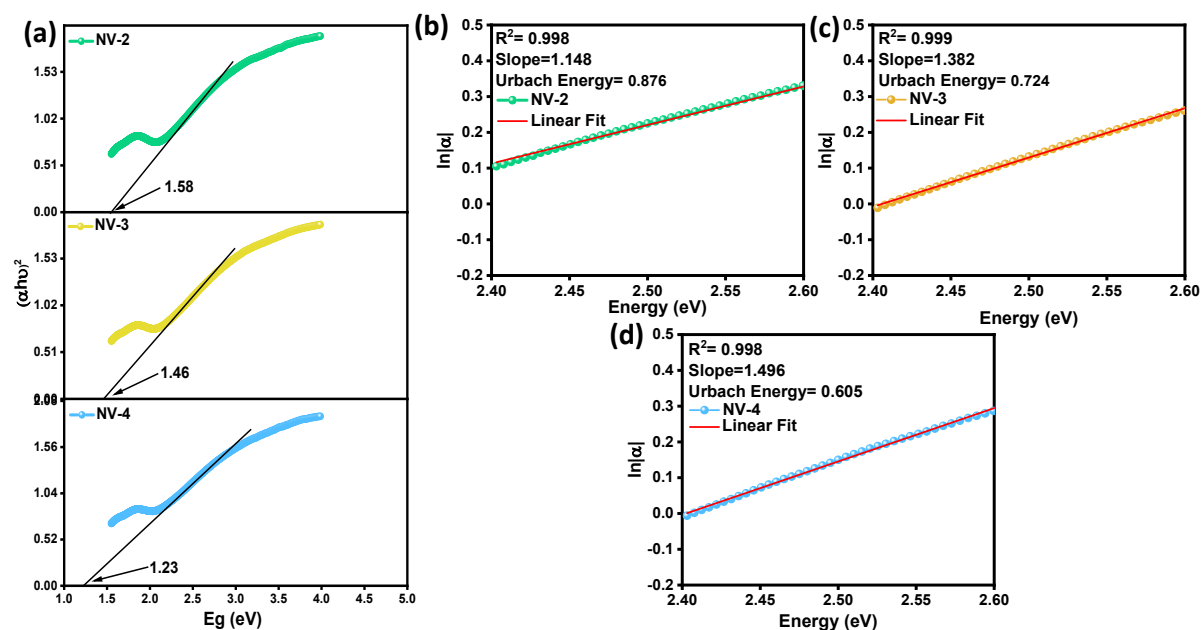 (a)
NV-2
1.53
1.02
0.51
0.00
1.58
NV-3
1.53
1.02
0.51
0.00
1.46
(αhυ)²
2.08
NV-4
1.56
1.04
0.52
0.00
1.23
1.0 1.5 2.0 2.5 3.0 3.5 4.0 4.5 5.0
Eg (eV)
(b)
R²= 0.998
Slope=1.148
Urbach Energy= 0.876
NV-2
Linear Fit
0.5
0.4
0.3
0.2
0.1
0.0
-0.1
-0.2
ln|α|
2.40 2.45 2.50 2.55 2.60
Energy (eV)
(c)
R²= 0.999
Slope=1.382
Urbach Energy= 0.724
NV-3
Linear Fit
0.5
0.4
0.3
0.2
0.1
0.0
-0.1
-0.2
ln|α|
2.40 2.45 2.50 2.55 2.60
Energy (eV)
(d)
R²= 0.998
Slope=1.496
Urbach Energy= 0.605
NV-4
Linear Fit
0.5
0.4
0.3
0.2
0.1
0.0
-0.1
-0.2
ln|α|
2.40 2.45 2.50 2.55 2.60
Energy (eV)